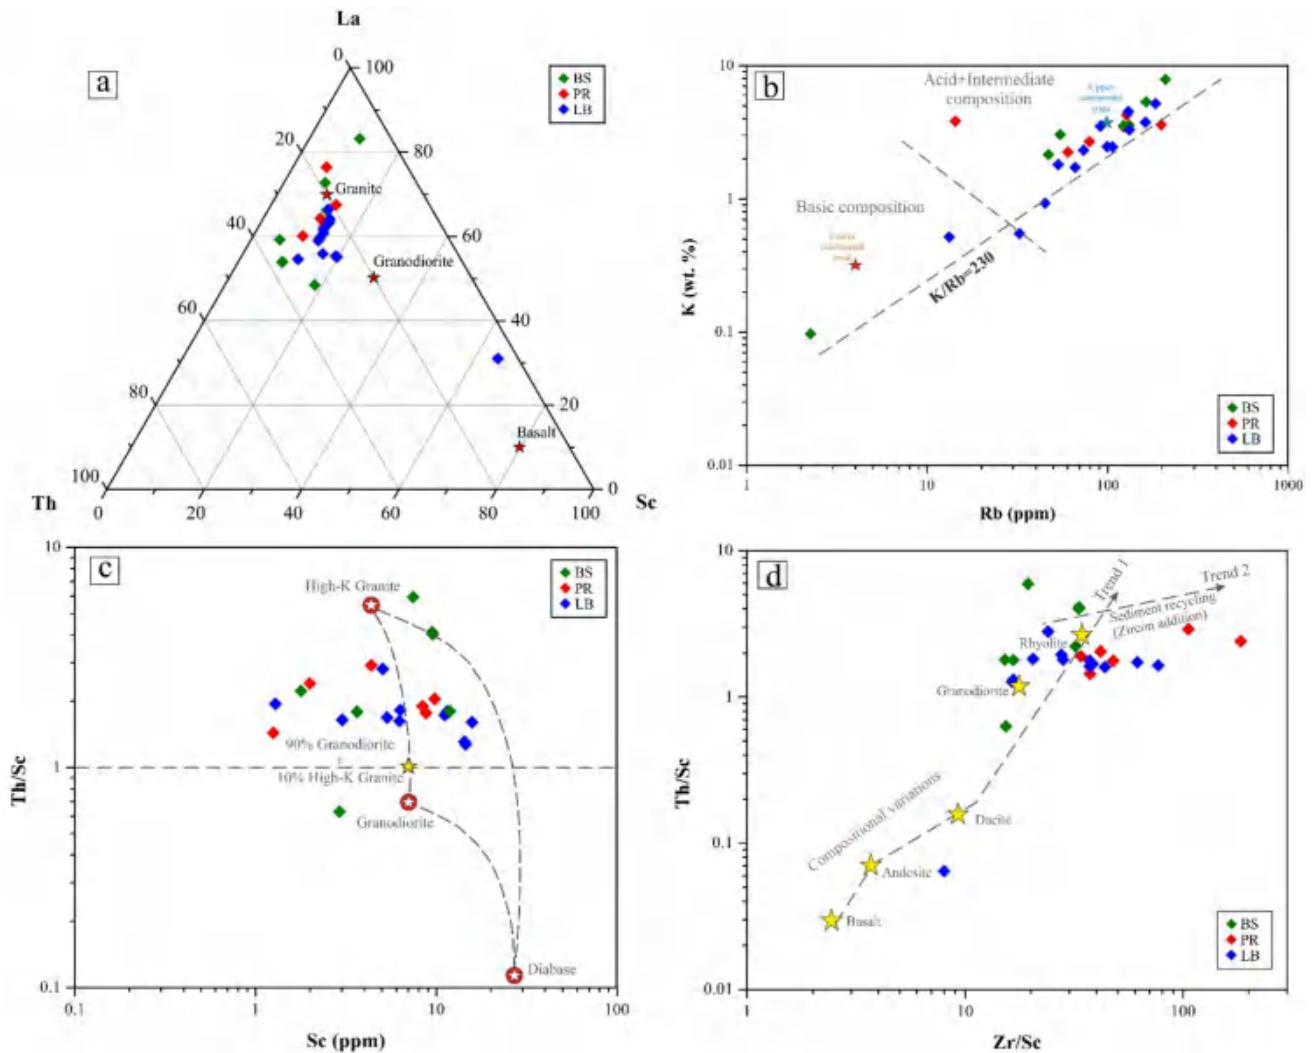 La
a
BS
PR
LB
0
100
20
80
Granite
40
60
Granodiorite
60
40
80
20
Basalt
100
0
Th
0
20
40
60
80
100
Sc
b
10
1
0.1
0.01
K (wt. %)
Acid+Intermediate
composition
Upper
continental
crust
Basic composition
K/Rb=230
BS
PR
LB
1
10
100
1000
Rb (ppm)
c
10
1
0.1
Th/Sc
High-K Granite
BS
PR
LB
90% Granodiorite
+
10% High-K Granite
Granodiorite
Diabase
0.1
1
10
100
Sc (ppm)
d
10
1
0.1
0.01
Th/Sc
Trend 1
Trend 2
Sediment recycling
(Zircon addition)
Rhyolite
Granodiorite
Compositional variations
Dacite
Andesite
Basalt
BS
PR
LB
1
10
100
Zr/Sc